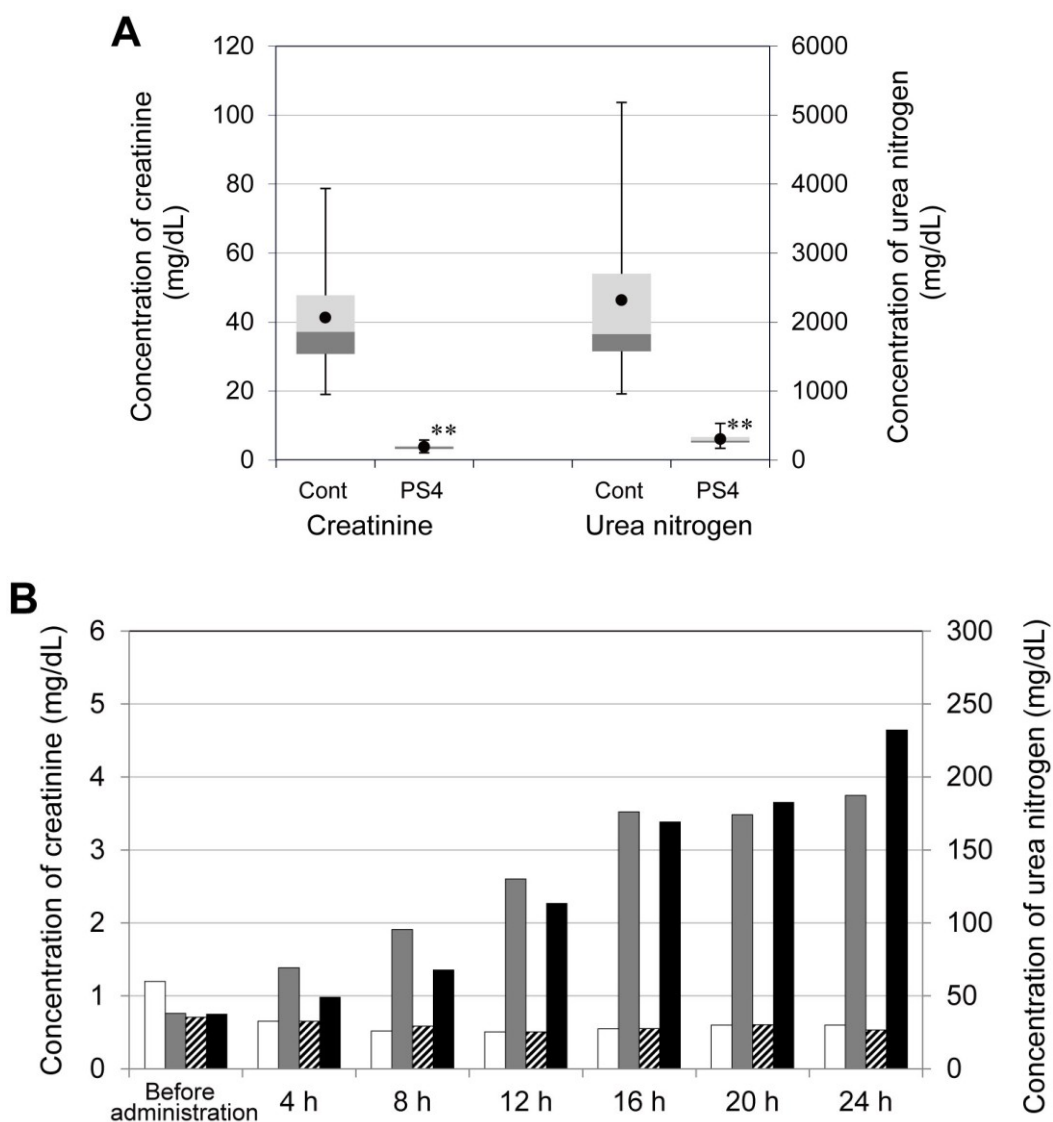 A
Concentration of creatinine
(mg/dL)
120
100
80
60
40
20
0
6000
5000
4000
3000
2000
1000
0
Concentration of urea nitrogen
(mg/dL)
**
**
Cont
PS4
Cont
PS4
Creatinine
Urea nitrogen
B
Concentration of creatinine (mg/dL)
6
5
4
3
2
1
0
300
250
200
150
100
50
0
Concentration of urea nitrogen (mg/dL)
Before
administration
4 h
8 h
12 h
16 h
20 h
24 h